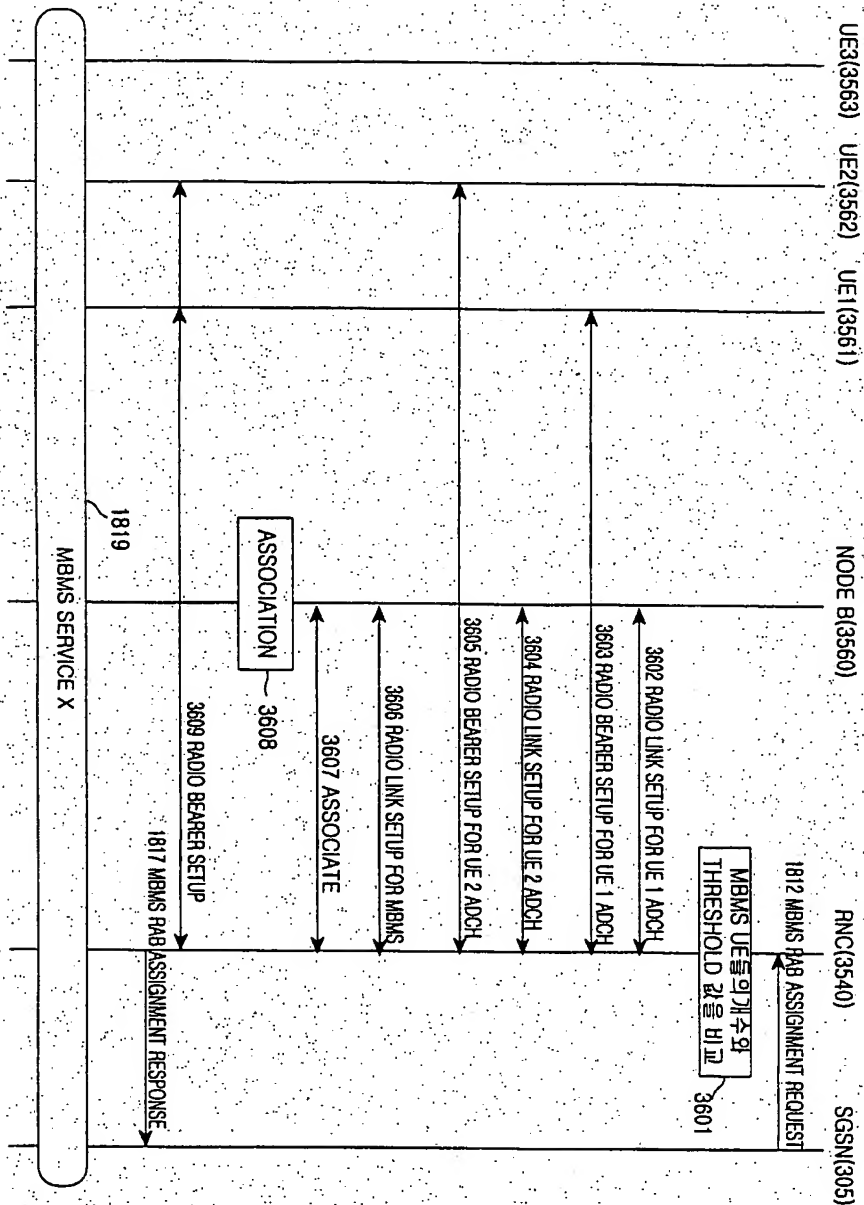 UE3(3563)
UE2(3562)
UE1(3561)
NODE B(3560)
RNC(3540)
SGSN(305)
1812 MBMS RAB ASSIGNMENT REQUEST
MBMS UE들의개수와
THRESHOLD 값을 비교
3601
3602 RADIO LINK SETUP FOR UE 1 ADCH
3603 RADIO BEARER SETUP FOR UE 1 ADCH
3604 RADIO LINK SETUP FOR UE 2 ADCH
3605 RADIO BEARER SETUP FOR UE 2 ADCH
3606 RADIO LINK SETUP FOR MBMS
3607 ASSOCIATE
ASSOCIATION
3608
3609 RADIO BEARER SETUP
1817 MBMS RAB ASSIGNMENT RESPONSE
1819
MBMS SERVICE X